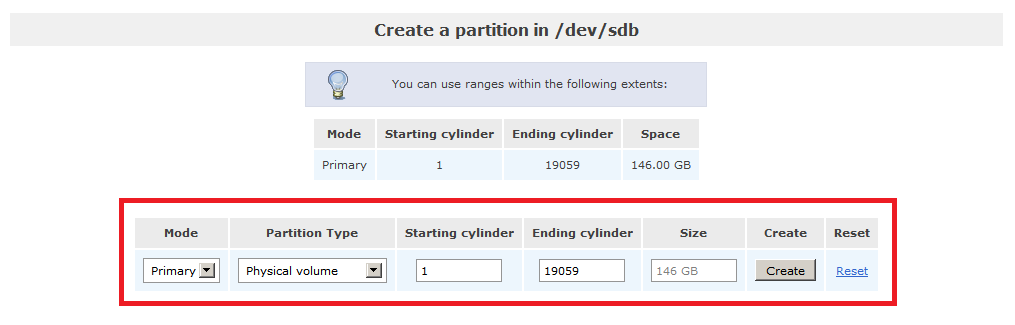 Create a partition in /dev/sdb
You can use ranges within the following extents:
Mode Starting cylinder Ending cylinder Space
Primary 1 19059 146.00 GB
Mode Partition Type Starting cylinder Ending cylinder Size Create Reset
Primary Physical volume 1 19059 146 GB Create Reset